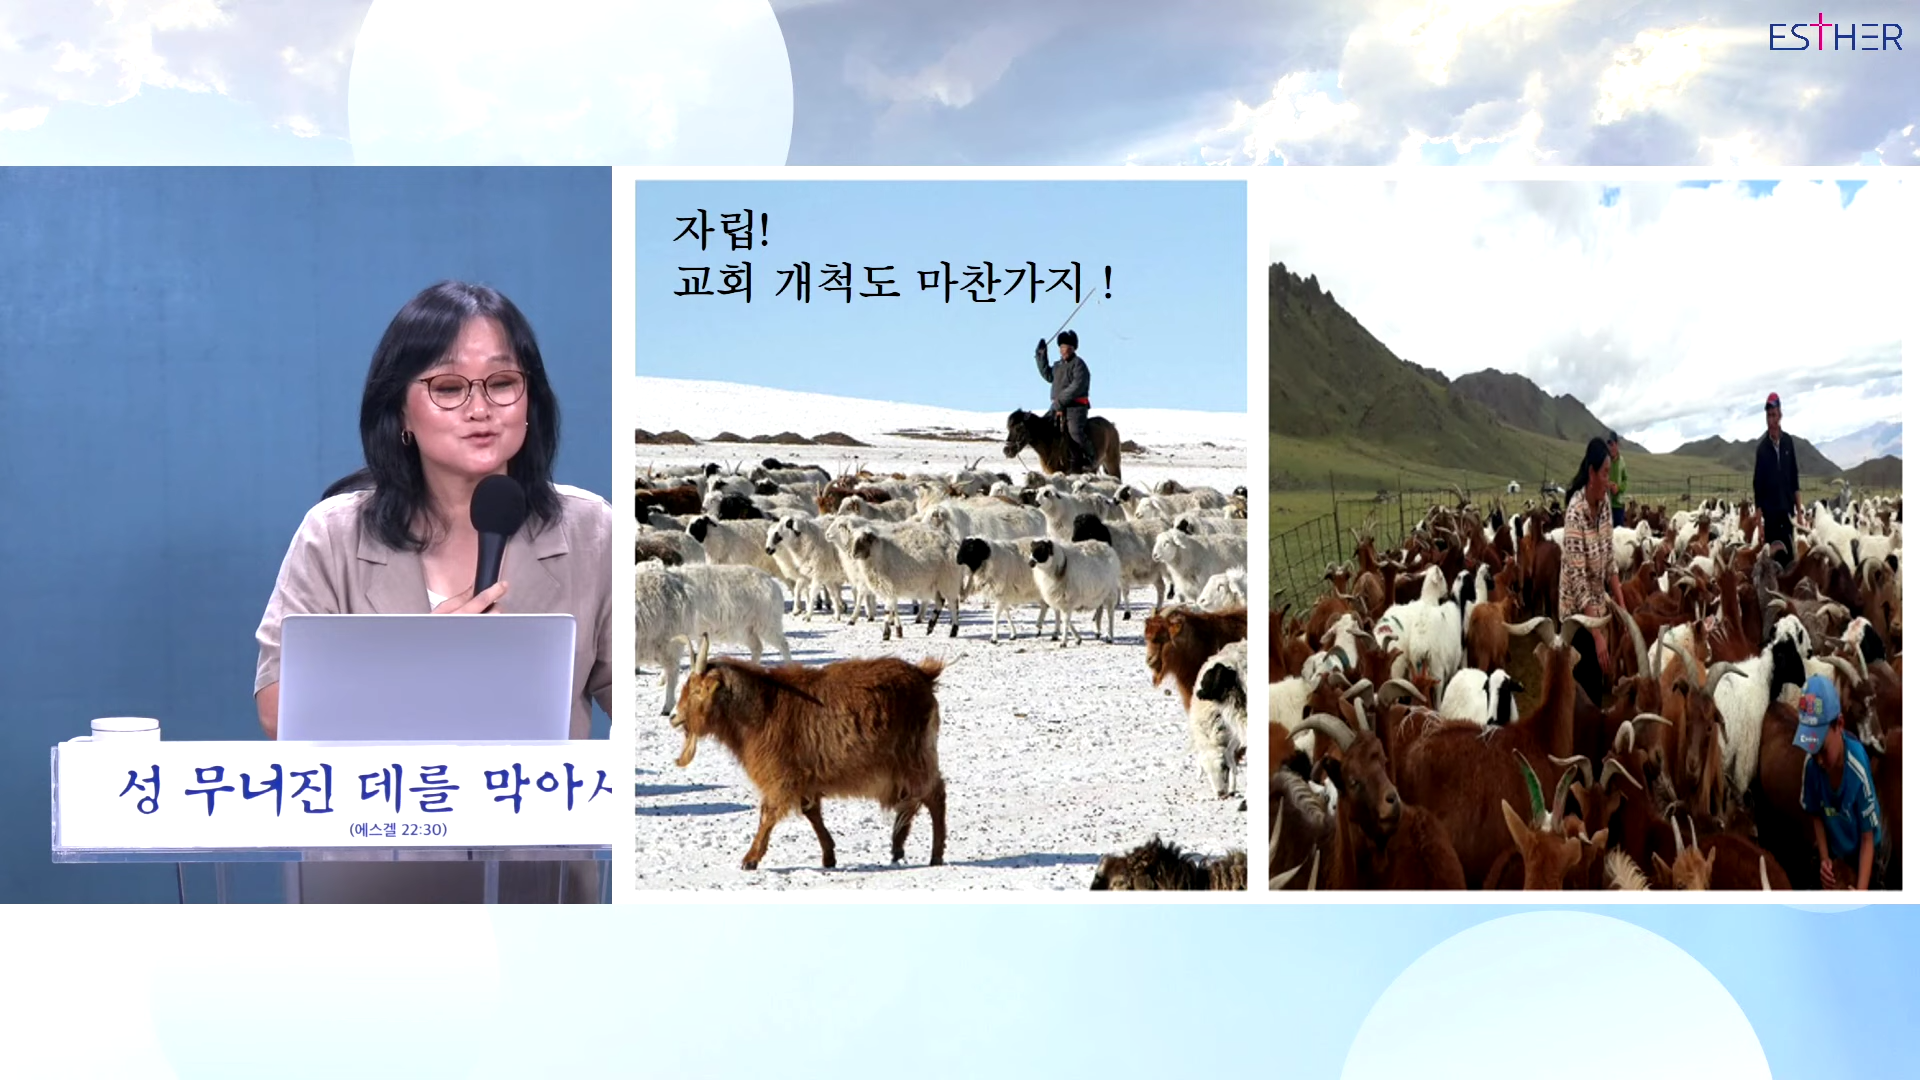 ESTHER
자립!
교회 개척도 마찬가지 !
성 무너진 데를 막아서
(에스겔 22:30)